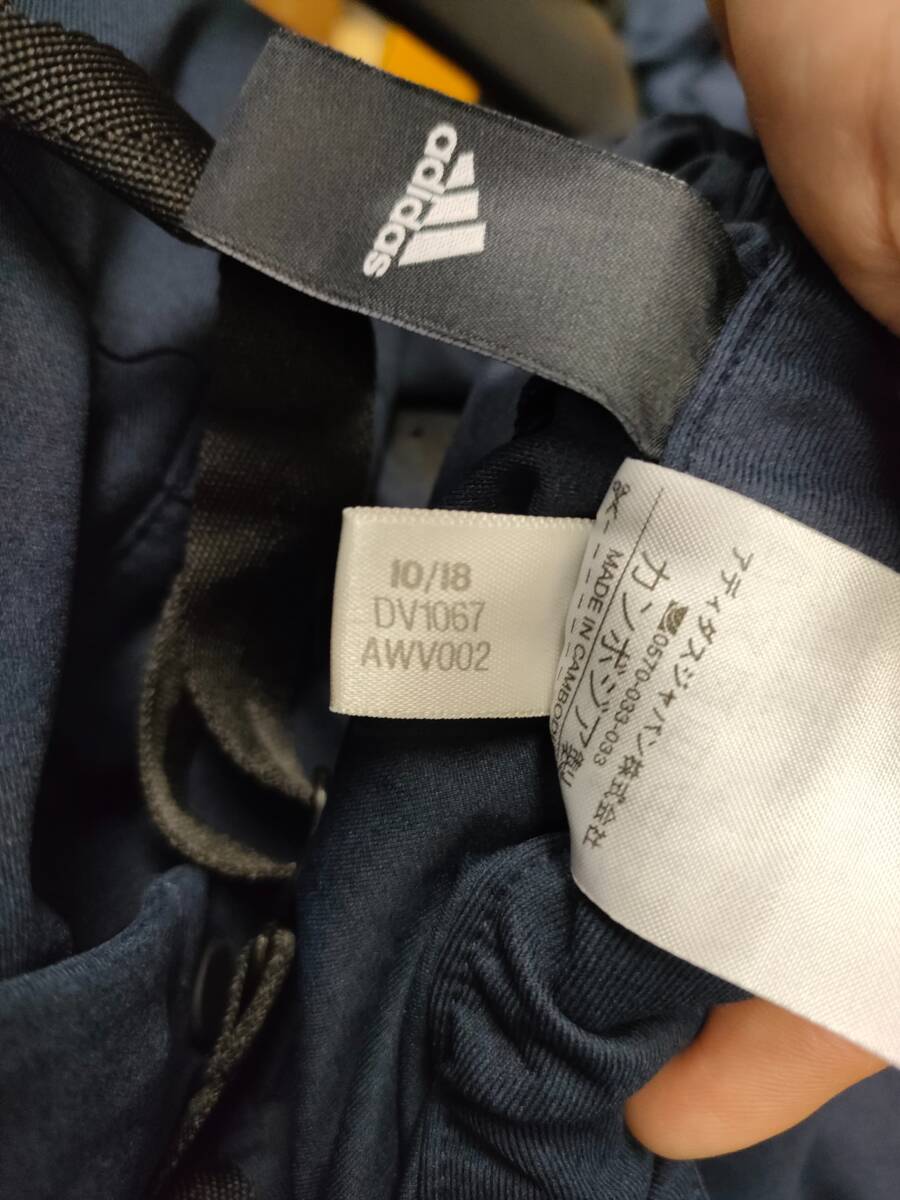 adidas
10/18
DV1067
AWV002
MADE IN CAMBOD
カンボジア製
0570-033-033
アディダスジャパン株式会社